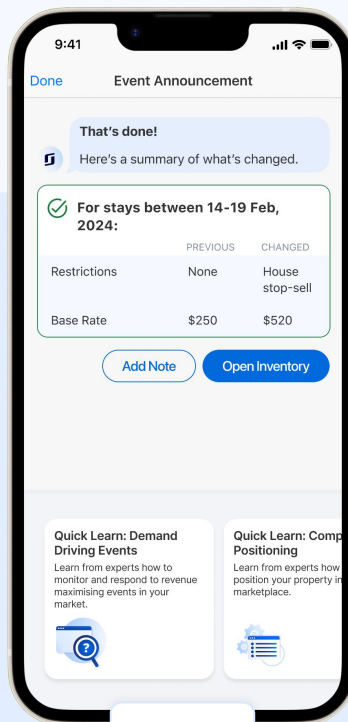 9:41
Done Event Announcement
That's done!
Here's a summary of what's changed.
For stays between 14-19 Feb,
2024:
PREVIOUS CHANGED
Restrictions None House
stop-sell
Base Rate $250 $520
Add Note Open Inventory
Quick Learn: Demand
Driving Events
Learn from experts how to
monitor and respond to revenue
maximising events in your
market.
Quick Learn: Comp
Positioning
Learn from experts how
position your property in
marketplace.